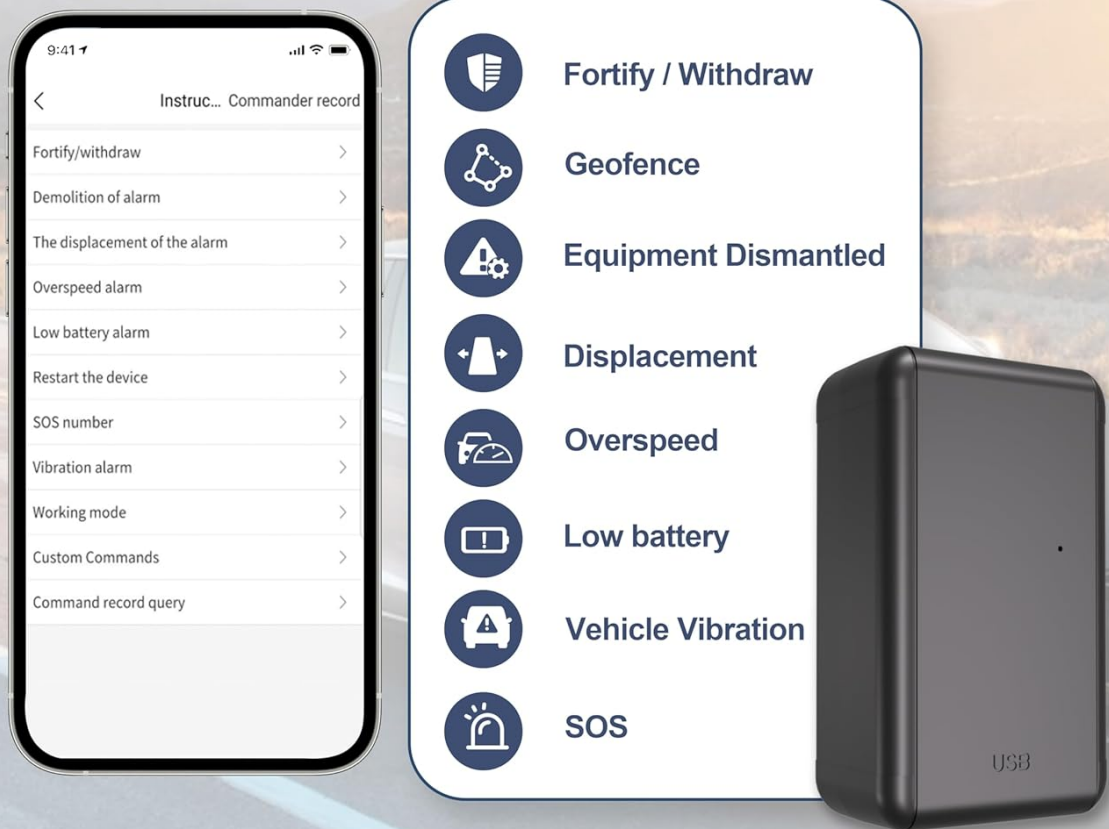 9:41
Instruc... Commander record
Fortify/withdraw
Demolition of alarm
The displacement of the alarm
Overspeed alarm
Low battery alarm
Restart the device
SOS number
Vibration alarm
Working mode
Custom Commands
Command record query
Fortify / Withdraw
Geofence
Equipment Dismantled
Displacement
Overspeed
Low battery
Vehicle Vibration
SOS
USB